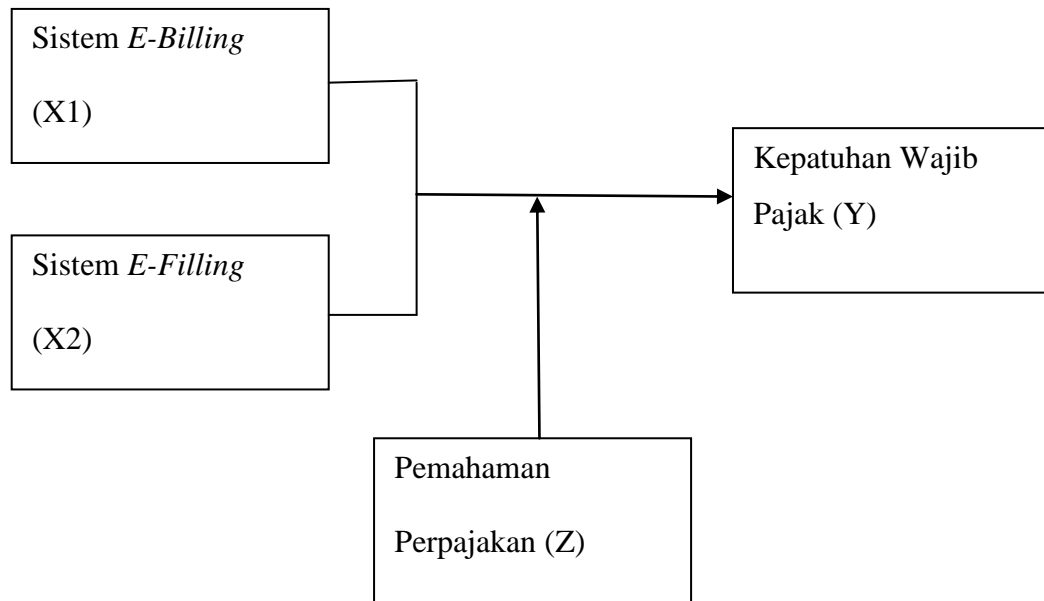 Sistem E-Billing
(X1)
Kepatuhan Wajib
Pajak (Y)
Sistem E-Filling
(X2)
Pemahaman
Perpajakan (Z)